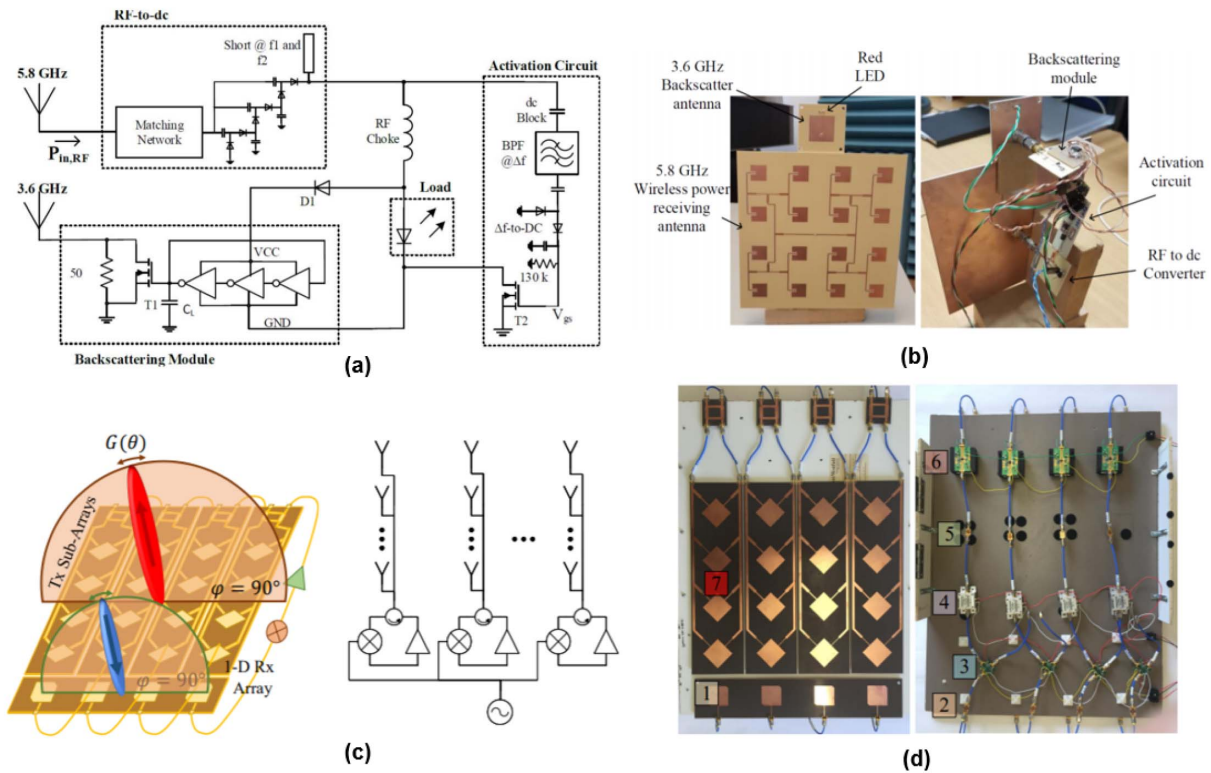 RF-to-dc
Short @ f1 and
f2
5.8 GHz
Matching
Network
P_in,RF
RF
Choke
Activation Circuit
dc
Block
BPF
@Δf
Δf-to-DC
130 k
T2
V_gs
3.6 GHz
D1
Load
50
T1
C_L
VCC
GND
Backscattering Module
(a)
3.6 GHz
Backscatter
antenna
Red
LED
Backscattering
module
5.8 GHz
Wireless power
receiving
antenna
Activation
circuit
RF to dc
Converter
(b)
G(θ)
Tx Sub-Arrays
φ = 90°
φ = 90°
1-D Rx
Array
(c)
7
1
6
5
4
3
2
(d)